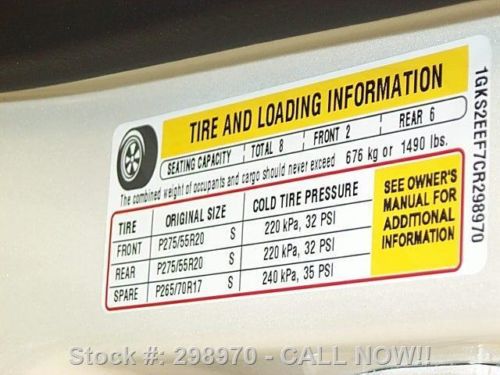 TIRE AND LOADING INFORMATION
SEATING CAPACITY TOTAL 8 FRONT 2 REAR 6
The combined weight of occupants and cargo should never exceed 676 kg or 1490 lbs.
TIRE ORIGINAL SIZE COLD TIRE PRESSURE
FRONT P275/55R20 S 220 kPa, 32 PSI
REAR P275/55R20 S 220 kPa, 32 PSI
SPARE P265/70R17 S 240 kPa, 35 PSI
SEE OWNER'S
MANUAL FOR
ADDITIONAL
INFORMATION
1GKS2EEF7CR298970
Stock #: 298970 - CALL NOW!!